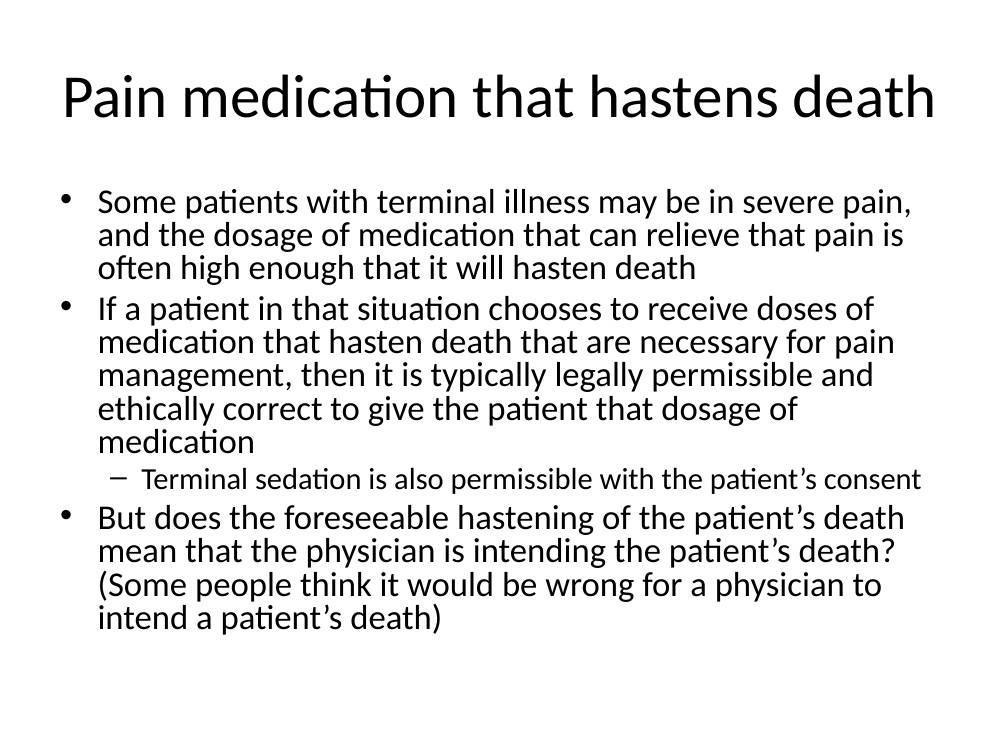 Pain medication that hastens death
• Some patients with terminal illness may be in severe pain,
and the dosage of medication that can relieve that pain is
often high enough that it will hasten death
• If a patient in that situation chooses to receive doses of
medication that hasten death that are necessary for pain
management, then it is typically legally permissible and
ethically correct to give the patient that dosage of
medication
– Terminal sedation is also permissible with the patient’s consent
• But does the foreseeable hastening of the patient’s death
mean that the physician is intending the patient’s death?
(Some people think it would be wrong for a physician to
intend a patient’s death)